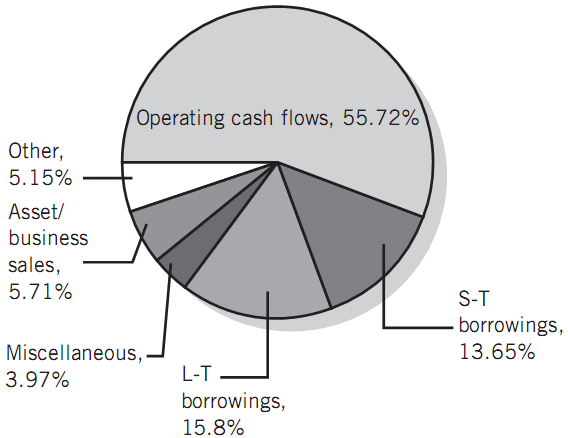 Operating cash flows, 55.72%
Other,
5.15%
Asset/
business
sales,
5.71%
Miscellaneous,
3.97%
L-T
borrowings,
15.8%
S-T
borrowings,
13.65%